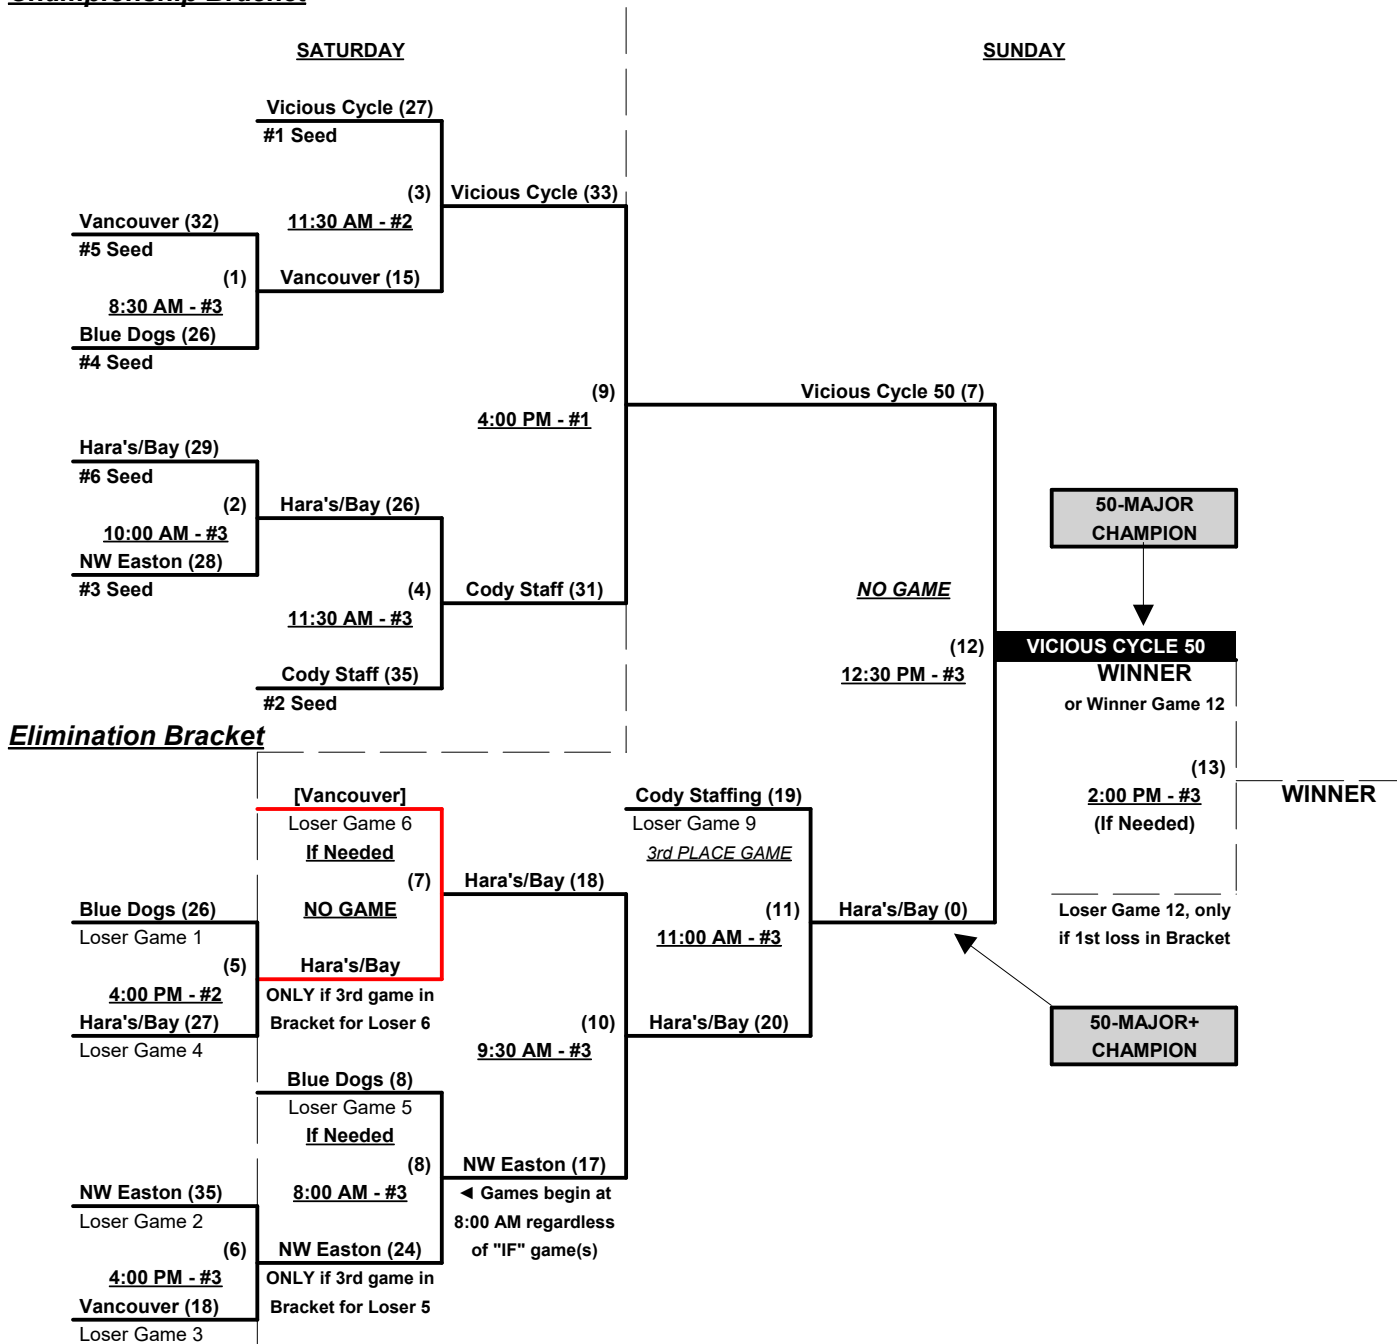 Championship Bracket
SATURDAY
SUNDAY
Vicious Cycle (27)
#1 Seed
(3)
11:30 AM - #2
Vicious Cycle (33)
Vancouver (32)
#5 Seed
(1)
8:30 AM - #3
Vancouver (15)
Blue Dogs (26)
#4 Seed
(9)
4:00 PM - #1
Vicious Cycle 50 (7)
Hara's/Bay (29)
#6 Seed
(2)
10:00 AM - #3
Hara's/Bay (26)
NW Easton (28)
#3 Seed
(4)
11:30 AM - #3
Cody Staff (31)
Cody Staff (35)
#2 Seed
50-MAJOR
CHAMPION
NO GAME
(12)
12:30 PM - #3
VICIOUS CYCLE 50
WINNER
or Winner Game 12
(13)
2:00 PM - #3
(If Needed)
WINNER
Loser Game 12, only
if 1st loss in Bracket
Elimination Bracket
[Vancouver]
Loser Game 6
If Needed
(7)
NO GAME
Hara's/Bay (18)
Cody Staffing (19)
Loser Game 9
3rd PLACE GAME
(11)
11:00 AM - #3
Hara's/Bay (0)
Blue Dogs (26)
Loser Game 1
(5)
4:00 PM - #2
Hara's/Bay
ONLY if 3rd game in
Bracket for Loser 6
Hara's/Bay (27)
Loser Game 4
(10)
9:30 AM - #3
Hara's/Bay (20)
50-MAJOR+
CHAMPION
Blue Dogs (8)
Loser Game 5
If Needed
(8)
8:00 AM - #3
NW Easton (17)
◄ Games begin at
8:00 AM regardless
of "IF" game(s)
NW Easton (35)
Loser Game 2
(6)
4:00 PM - #3
NW Easton (24)
ONLY if 3rd game in
Bracket for Loser 5
Vancouver (18)
Loser Game 3